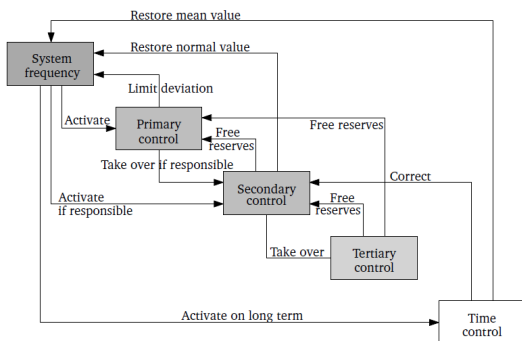 Restore mean value
Restore normal value
System
frequency
Limit deviation
Activate
Primary
control
Free reserves
Free
reserves
Take over if responsible
Correct
Activate
if responsible
Secondary
control
Free
reserves
Take over
Tertiary
control
Activate on long term
Time
control